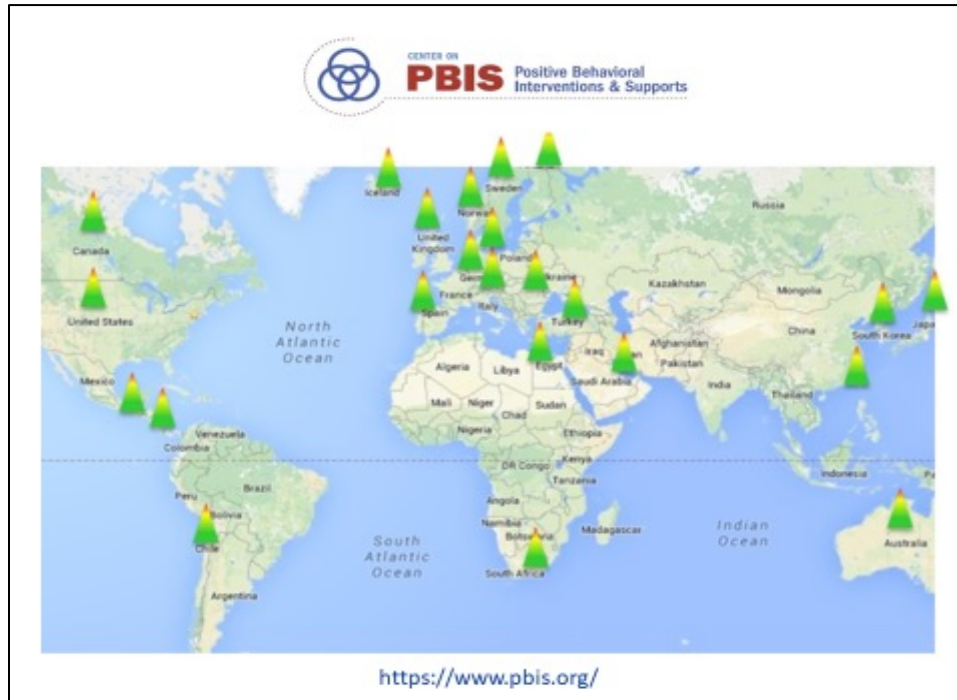 CENTER ON
PBIS Positive Behavioral
Interventions & Supports
Iceland
Sweden
Russia
Norway
Canada
United
Kingdom
Poland
Ukraine
Kazakhstan
Mongolia
France
Italy
Spain
Turkey
United States
North
Atlantic
Ocean
South Korea
China
Afghanistan
Iraq
Pakistan
Algeria
Libya
Egypt
Saudi Arabia
India
Mexico
Mali
Niger
Chad
Sudan
Thailand
Nigeria
Ethiopia
Venezuela
Colombia
DR Congo
Kenya
Indonesia
Tanzania
Brazil
Peru
Angola
Bolivia
Namibia
Botswana
Madagascar
Indian
Ocean
South
Atlantic
Ocean
Chile
Australia
South Africa
Argentina
https://www.pbis.org/